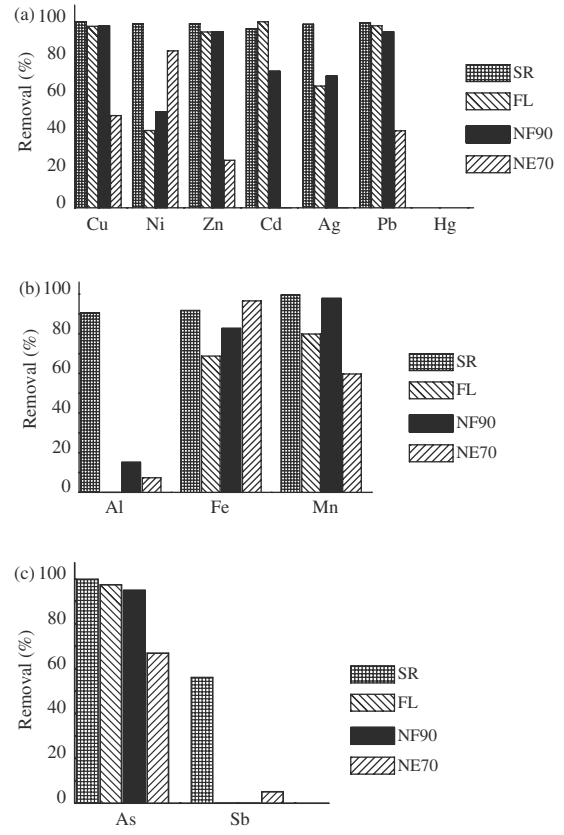 (a) 100
80
60
40
20
0
Removal (%)
Cu Ni Zn Cd Ag Pb Hg
SR
FL
NF90
NE70
(b) 100
80
60
40
20
0
Removal (%)
Al Fe Mn
SR
FL
NF90
NE70
(c) 100
80
60
40
20
0
Removal (%)
As Sb
SR
FL
NF90
NE70